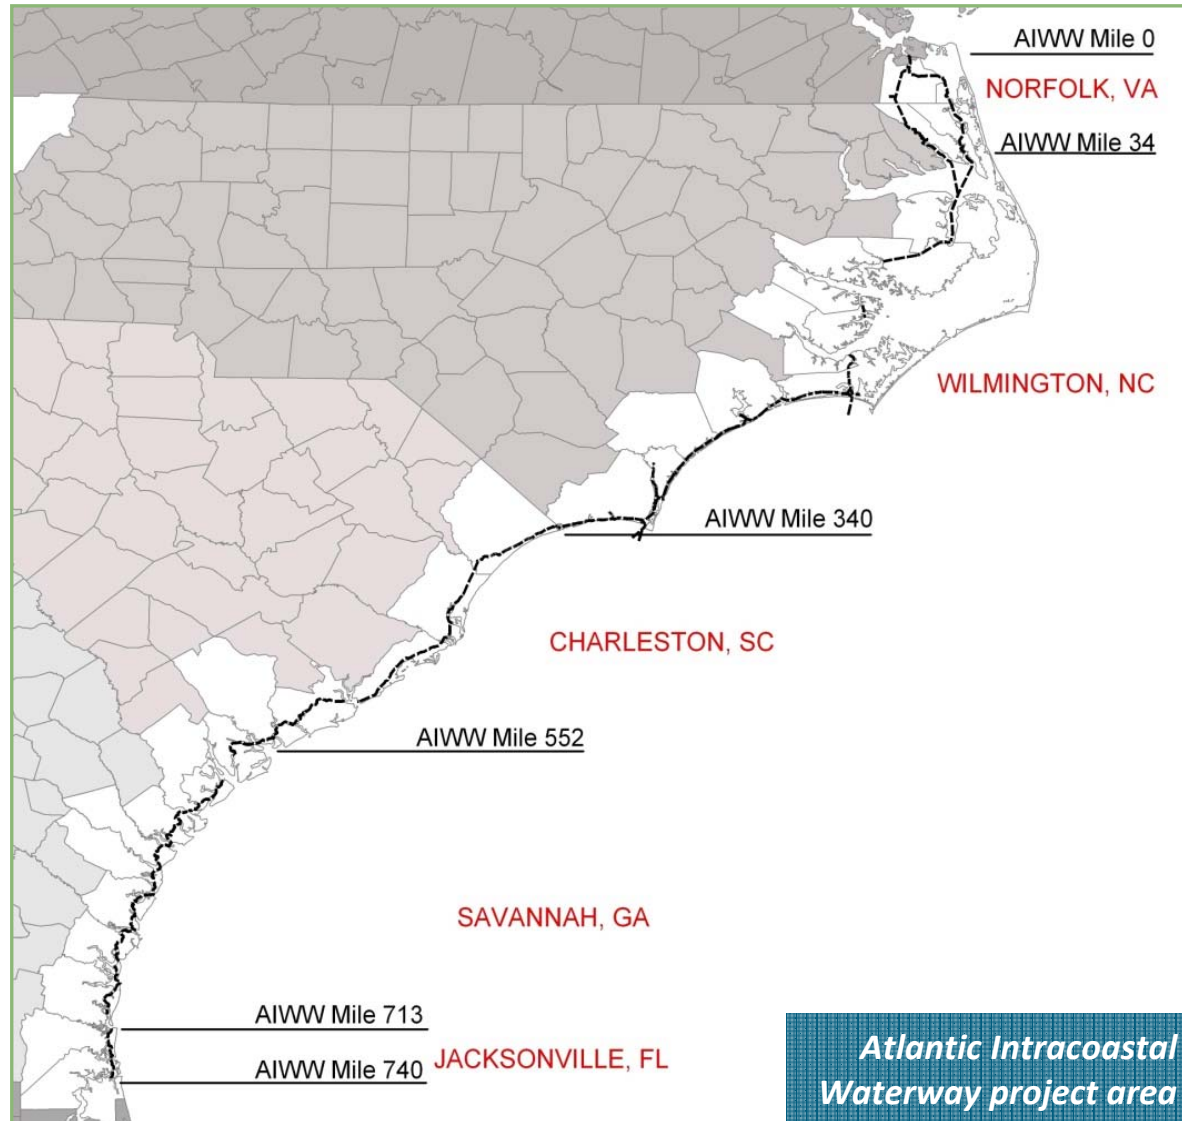 AIWW Mile 0
NORFOLK, VA
AIWW Mile 34
WILMINGTON, NC
AIWW Mile 340
CHARLESTON, SC
AIWW Mile 552
SAVANNAH, GA
AIWW Mile 713
JACKSONVILLE, FL
AIWW Mile 740
Atlantic Intracoastal
Waterway project area